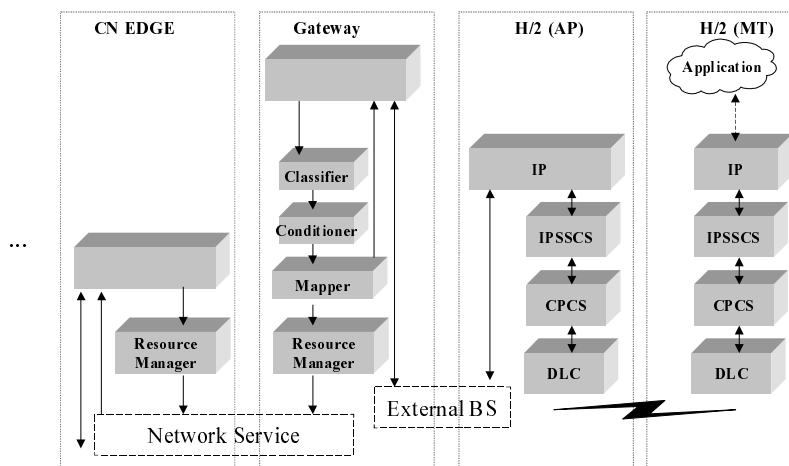 CN EDGE
Gateway
H/2 (AP)
H/2 (MT)
Application
IP
IP
Classifier
Conditioner
IPSSCS
IPSSCS
...
Mapper
CPCS
CPCS
Resource
Manager
Resource
Manager
DLC
DLC
External BS
Network Service